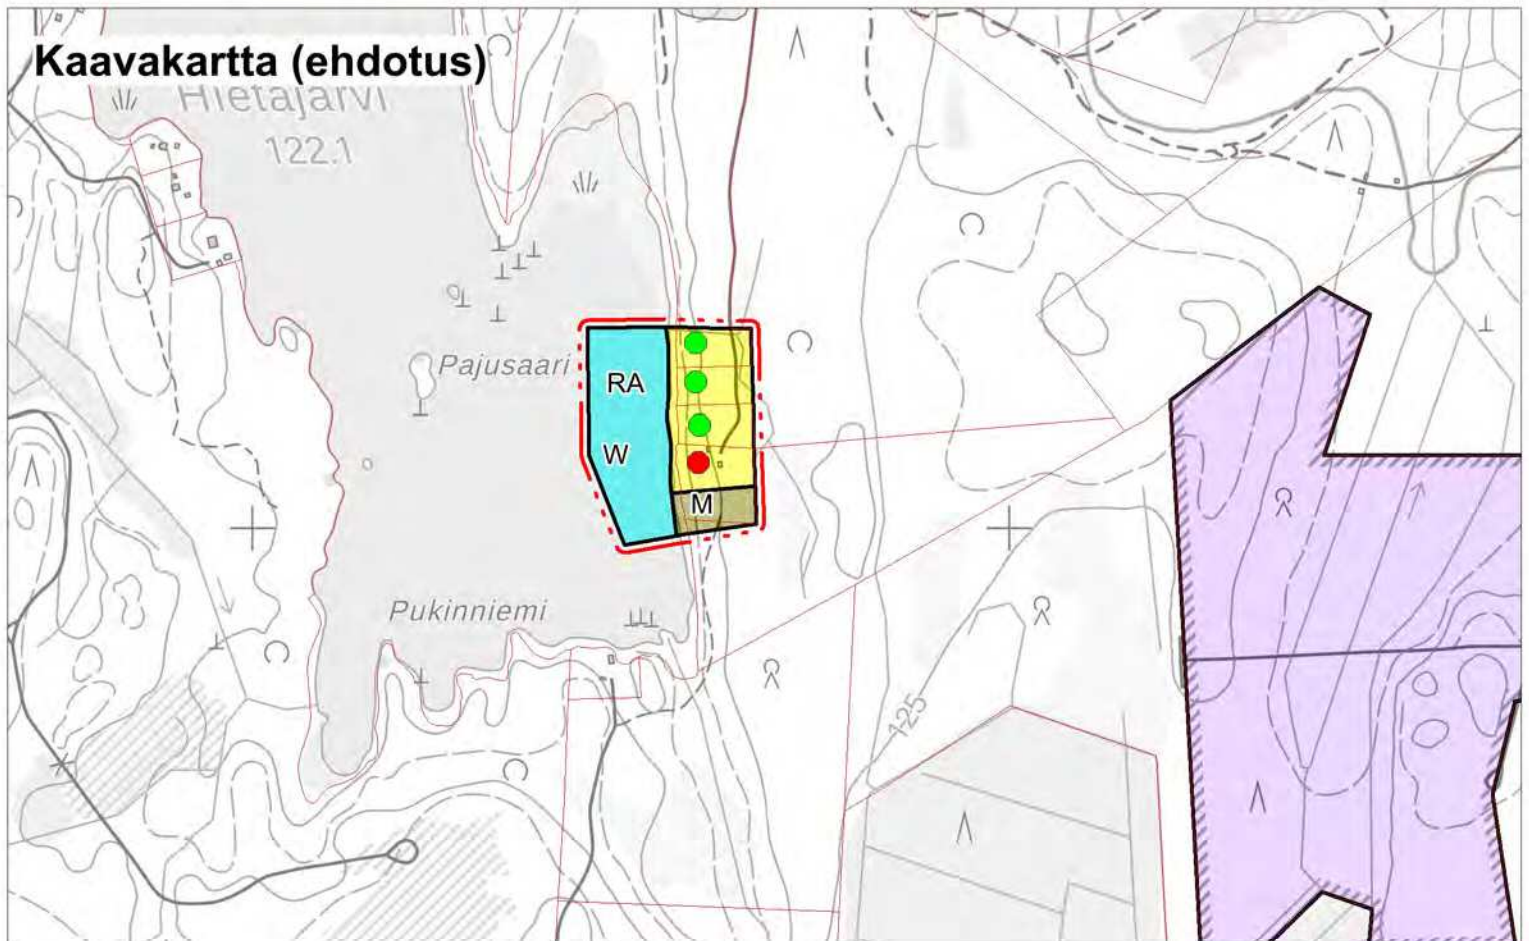 Kaavakartta (ehdotus)
Hietajärvi
122.1
Pajusaari
RA
W
M
Pukinniemi
125